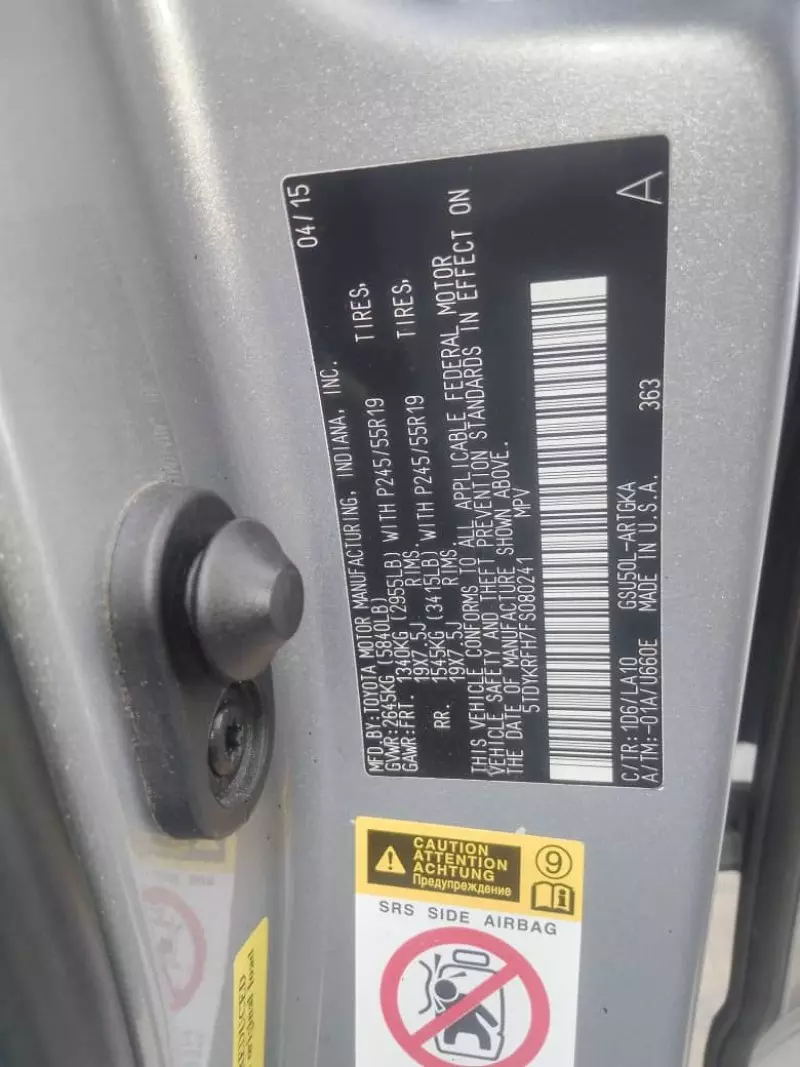 04/15
MFD.BY:TOYOTA MOTOR MANUFACTURING, INDIANA, INC.
GVWR:2645KG (5840LB)
GAWR:FRT. 1340KG (2955LB) WITH P245/55R19 TIRES,
19X7.5J RIMS.
RR. 1545KG (3415LB) WITH P245/55R19 TIRES,
19X7.5J RIMS.
THIS VEHICLE CONFORMS TO ALL APPLICABLE FEDERAL MOTOR
VEHICLE SAFETY AND THEFT PREVENTION STANDARDS IN EFFECT ON
THE DATE OF MANUFACTURE SHOWN ABOVE.
5TDYKRFH7FS080241 MPV
C/TR:1D6/LA10 GSU50L-ARTGKA
A/TM:-01A/U660E MADE IN U.S.A. 363 A
CAUTION
ATTENTION
ACHTUNG
Предупреждение
9
SRS SIDE AIRBAG